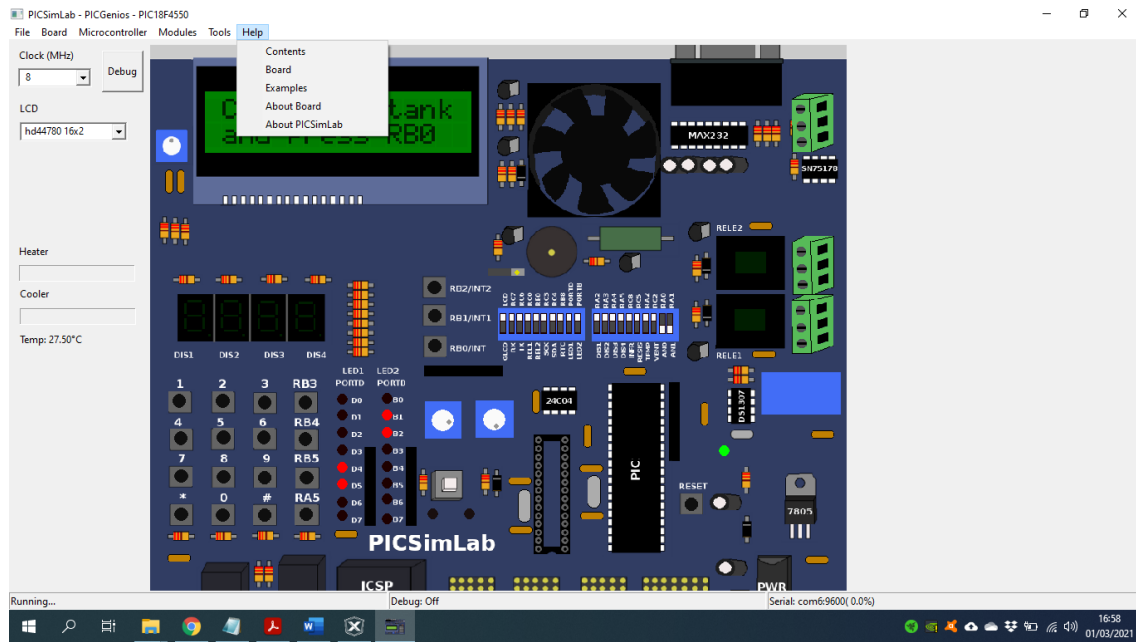 PICSimLab - PICGenios - PIC18F4550
File Board Microcontroller Modules Tools Help
Clock (MHz)
8
Debug
LCD
hd44780 16x2
Heater
Cooler
Temp: 27.50°C
Contents
Board
Examples
About Board
About PICSimLab
tank
and Press RB0
MAX232
SN75178
RELE2
RELE1
RB2/INT2
RB1/INT1
RB0/INT
DIS1 DIS2 DIS3 DIS4
LED1 LED2
PORTD PORTD
D0 B0
D1 B1
D2 B2
D3 B3
D4 B4
D5 B5
D6 B6
D7 D7
1 2 3 RB3
4 5 6 RB4
7 8 9 RB5
* 0 # RA5
24C04
DS1307
PIC
RESET
7805
PICSimLab
ICSP
PWR
Running...
Debug: Off
Serial: com6:9600( 0.0%)
16:58
01/03/2021